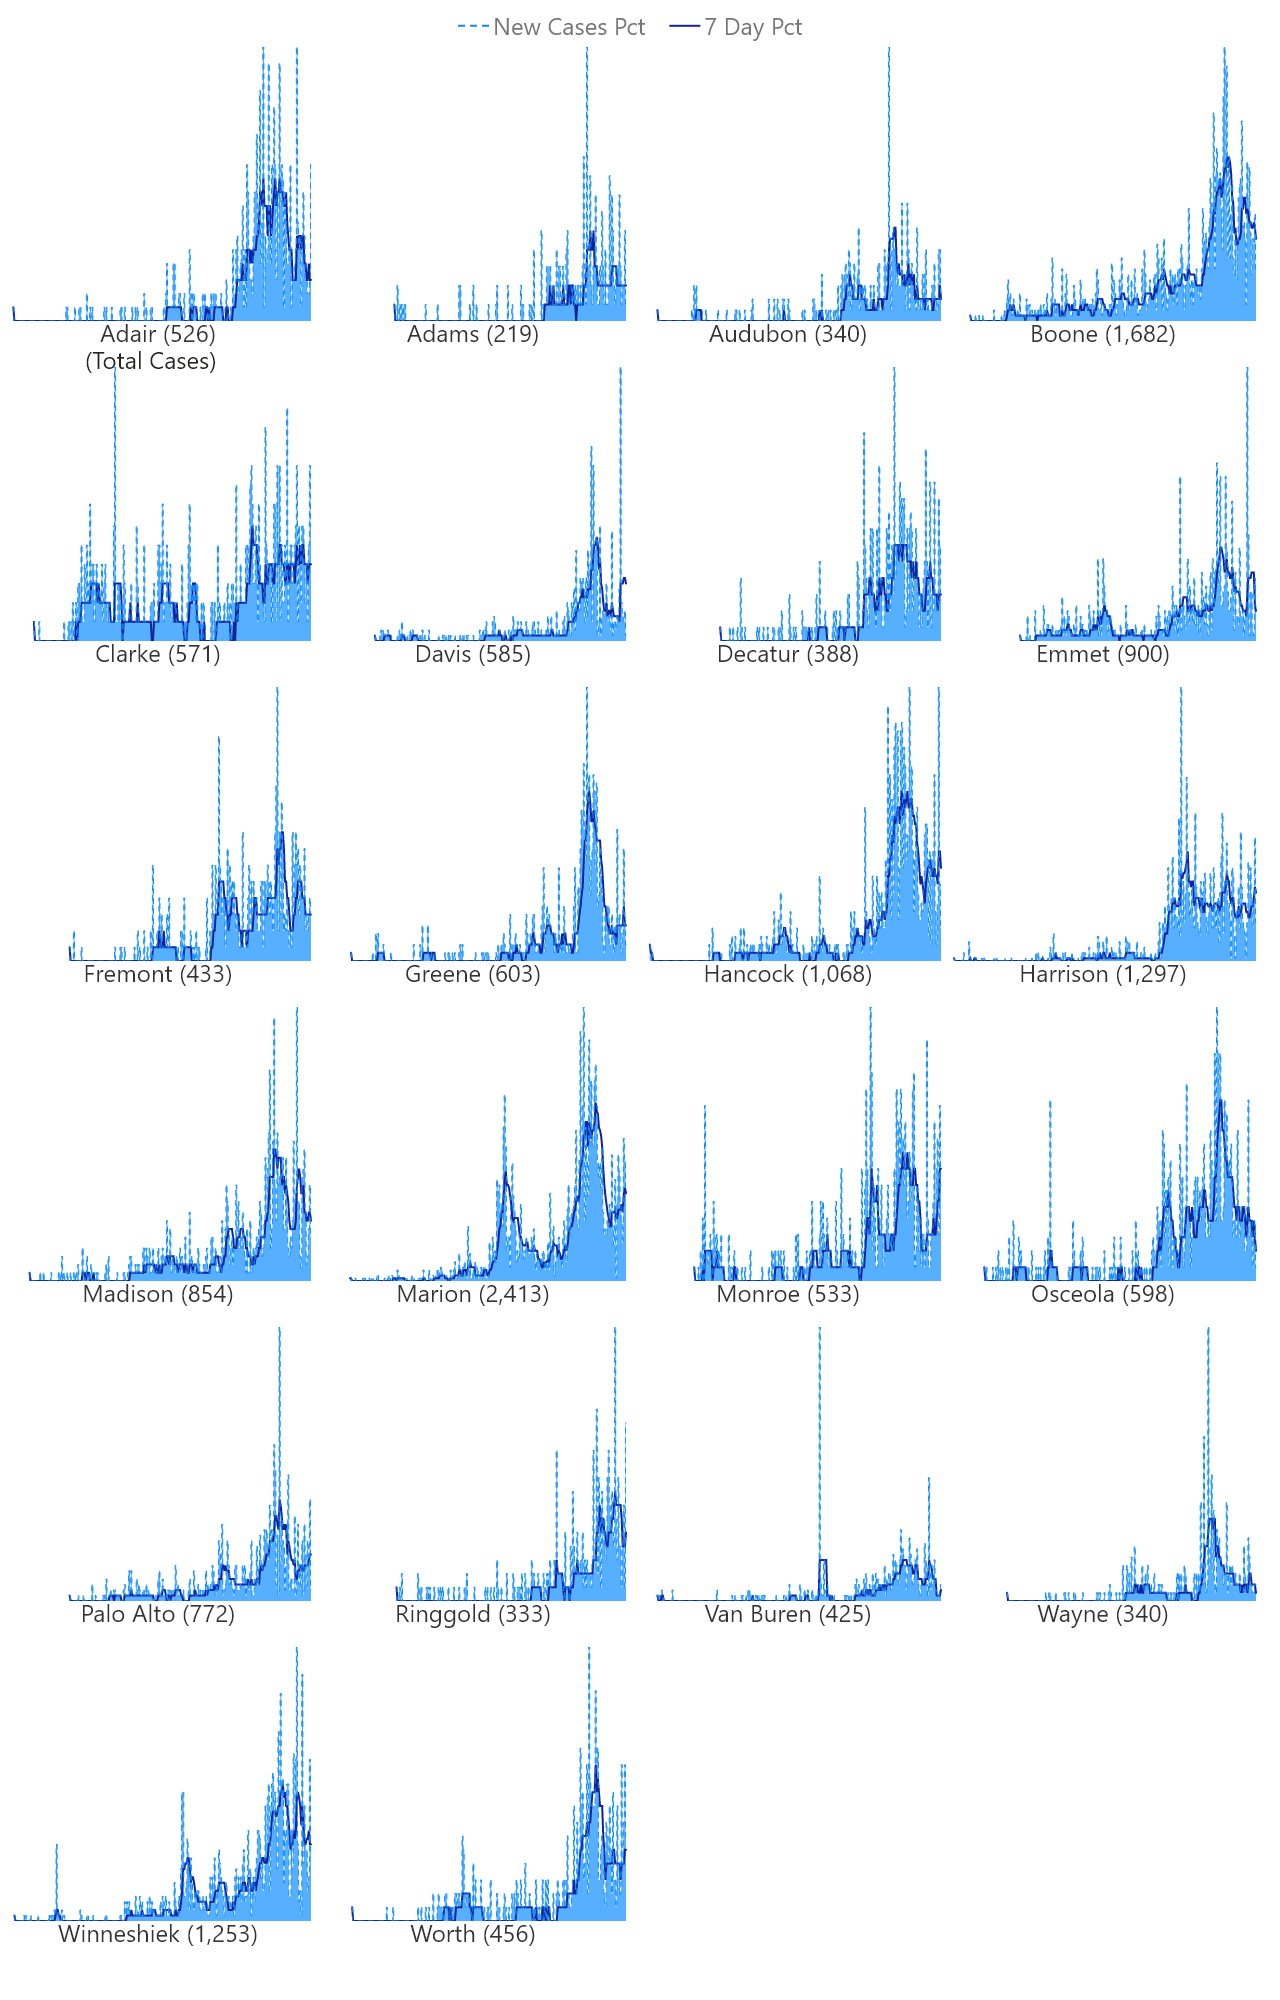 New Cases Pct 7 Day Pct
Adair (526) Adams (219) Audubon (340) Boone (1,682)
(Total Cases)
Clarke (571) Davis (585) Decatur (388) Emmet (900)
Fremont (433) Greene (603) Hancock (1,068) Harrison (1,297)
Madison (854) Marion (2,413) Monroe (533) Osceola (598)
Palo Alto (772) Ringgold (333) Van Buren (425) Wayne (340)
Winneshiek (1,253) Worth (456)